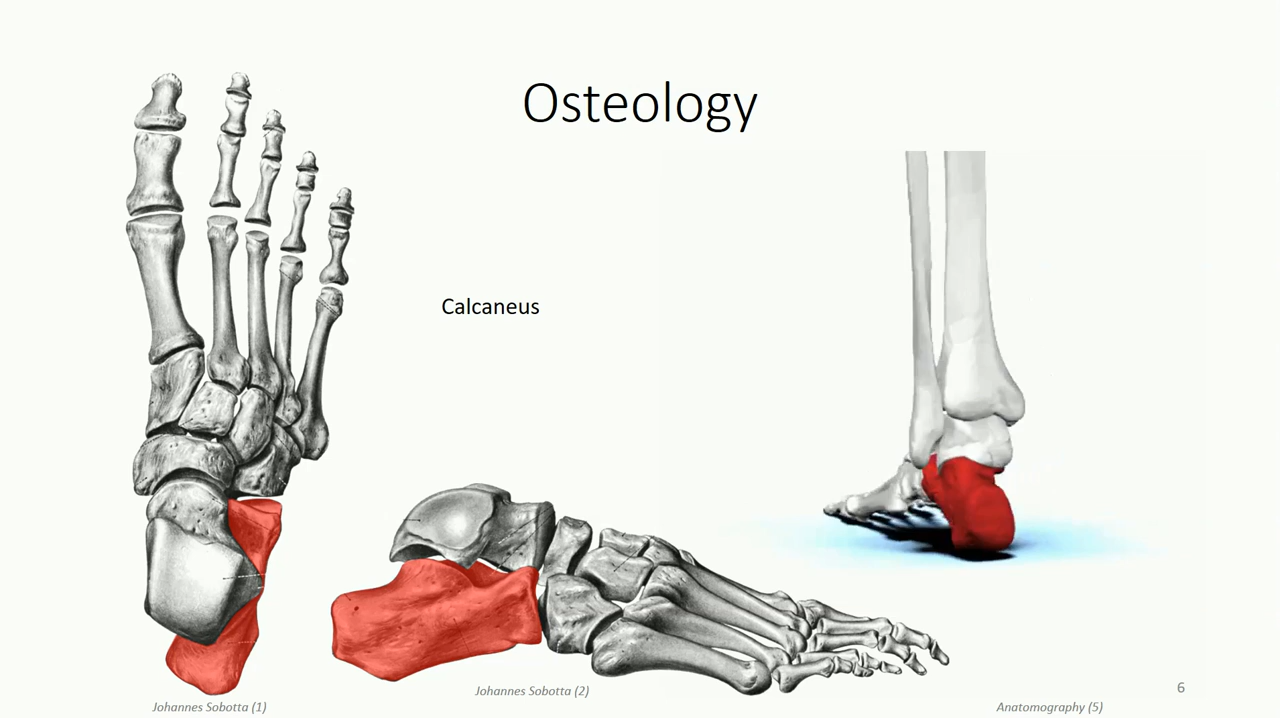 Osteology
Calcaneus
Johannes Sobotta (2)
6
Johannes Sobotta (1)
Anatomography (5)